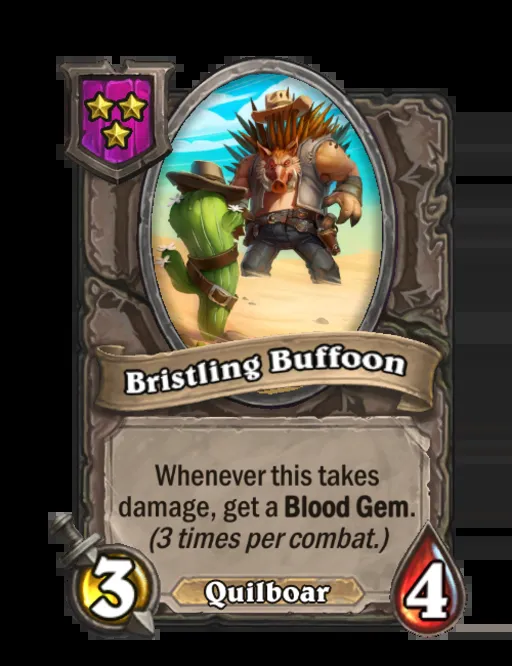 Bristling Buffoon
Whenever this takes
damage, get a Blood Gem.
(3 times per combat.)
3
Quilboar
4